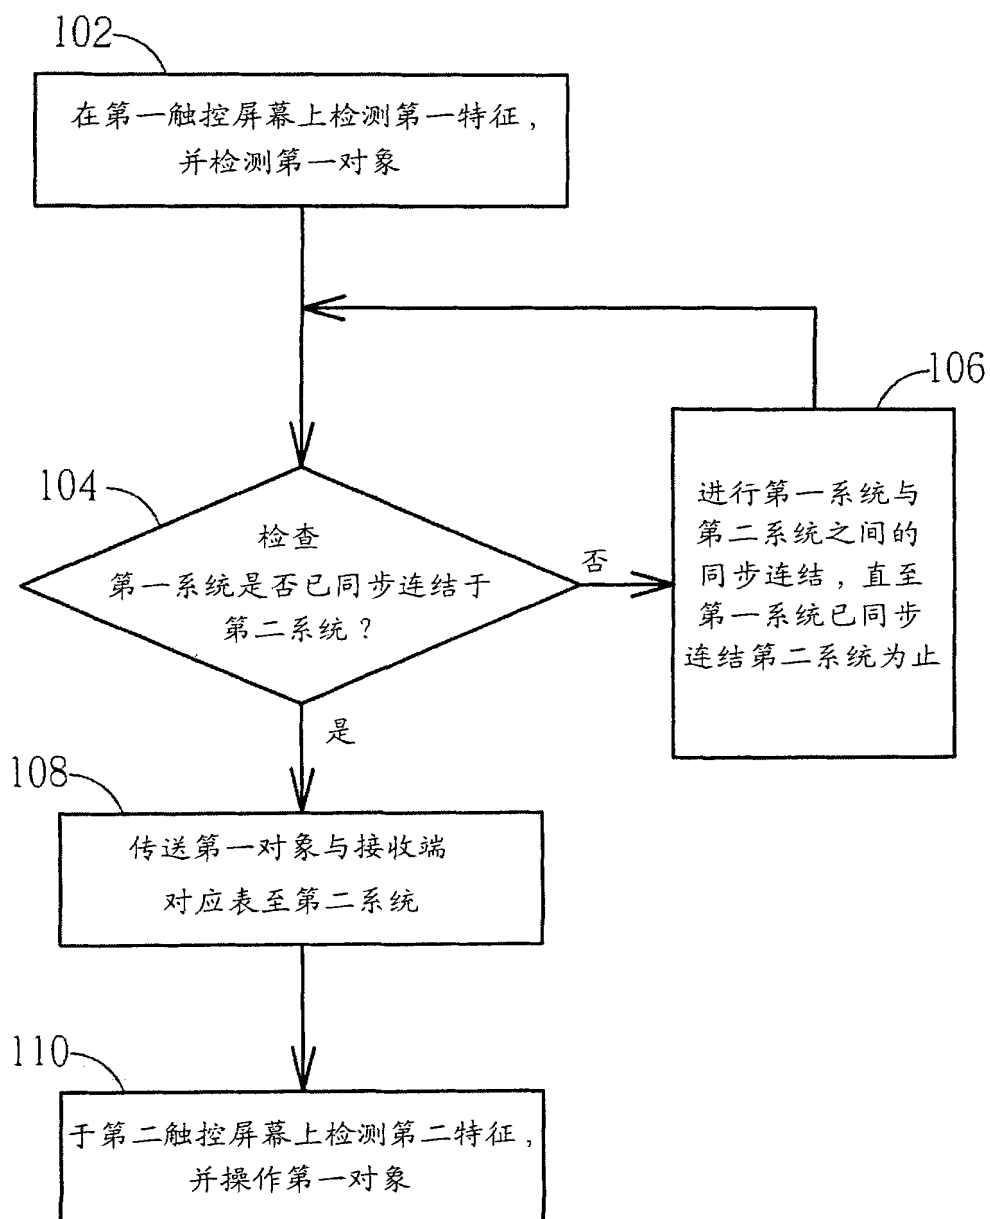 102
在第一触控屏幕上检测第一特征，
并检测第一对象
106
104
检查
第一系统是否已同步连结于
第二系统？
否
进行第一系统与
第二系统之间的
同步连结，直至
第一系统已同步
连结第二系统为止
是
108
传送第一对象与接收端
对应表至第二系统
110
于第二触控屏幕上检测第二特征，
并操作第一对象